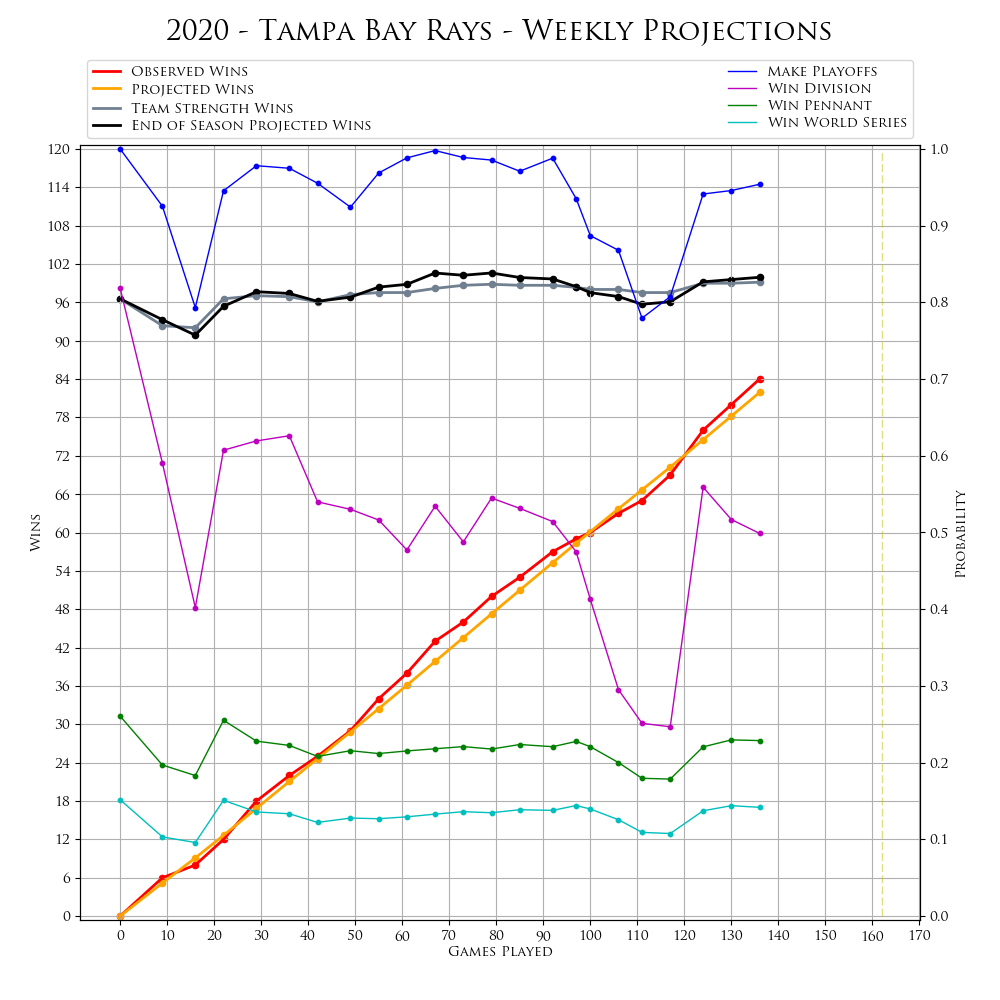 2020 - Tampa Bay Rays - Weekly Projections
Observed Wins
Projected Wins
Team Strength Wins
End of Season Projected Wins
Make Playoffs
Win Division
Win Pennant
Win World Series
120
114
108
102
96
90
84
78
72
66
60
54
48
42
36
30
24
18
12
6
0
Wins
1.0
0.9
0.8
0.7
0.6
0.5
0.4
0.3
0.2
0.1
0.0
Probability
0 10 20 30 40 50 60 70 80 90 100 110 120 130 140 150 160 170
Games Played